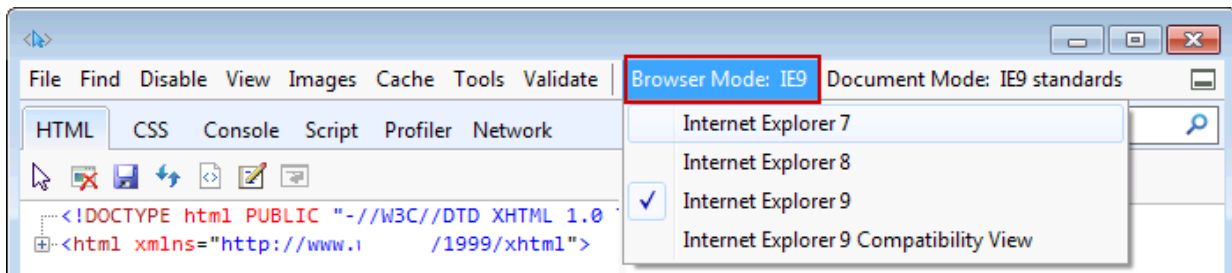 File Find Disable View Images Cache Tools Validate Browser Mode: IE9 Document Mode: IE9 standards
HTML CSS Console Script Profiler Network
Internet Explorer 7
Internet Explorer 8
Internet Explorer 9
Internet Explorer 9 Compatibility View
<!DOCTYPE html PUBLIC "-//W3C//DTD XHTML 1.0
<html xmlns="http://www. /1999/xhtml">